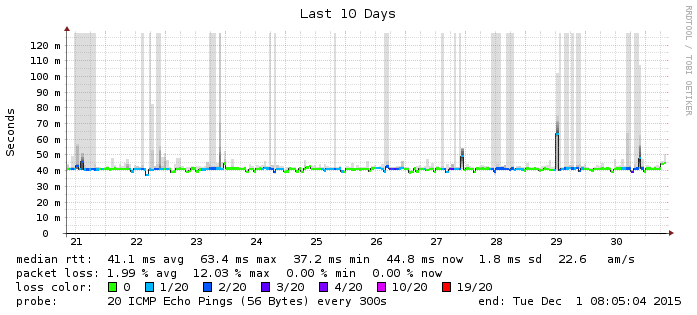 Last 10 Days
RRDTOOL / TOBI OETIKER
Seconds
120 m
110 m
100 m
90 m
80 m
70 m
60 m
50 m
40 m
30 m
20 m
10 m
0
21 22 23 24 25 26 27 28 29 30
median rtt: 41.1 ms avg 63.4 ms max 37.2 ms min 44.8 ms now 1.8 ms sd 22.6 am/s
packet loss: 1.99 % avg 12.03 % max 0.00 % min 0.00 % now
loss color: 0 1/20 2/20 3/20 4/20 10/20 19/20
probe: 20 ICMP Echo Pings (56 Bytes) every 300s end: Tue Dec 1 08:05:04 2015